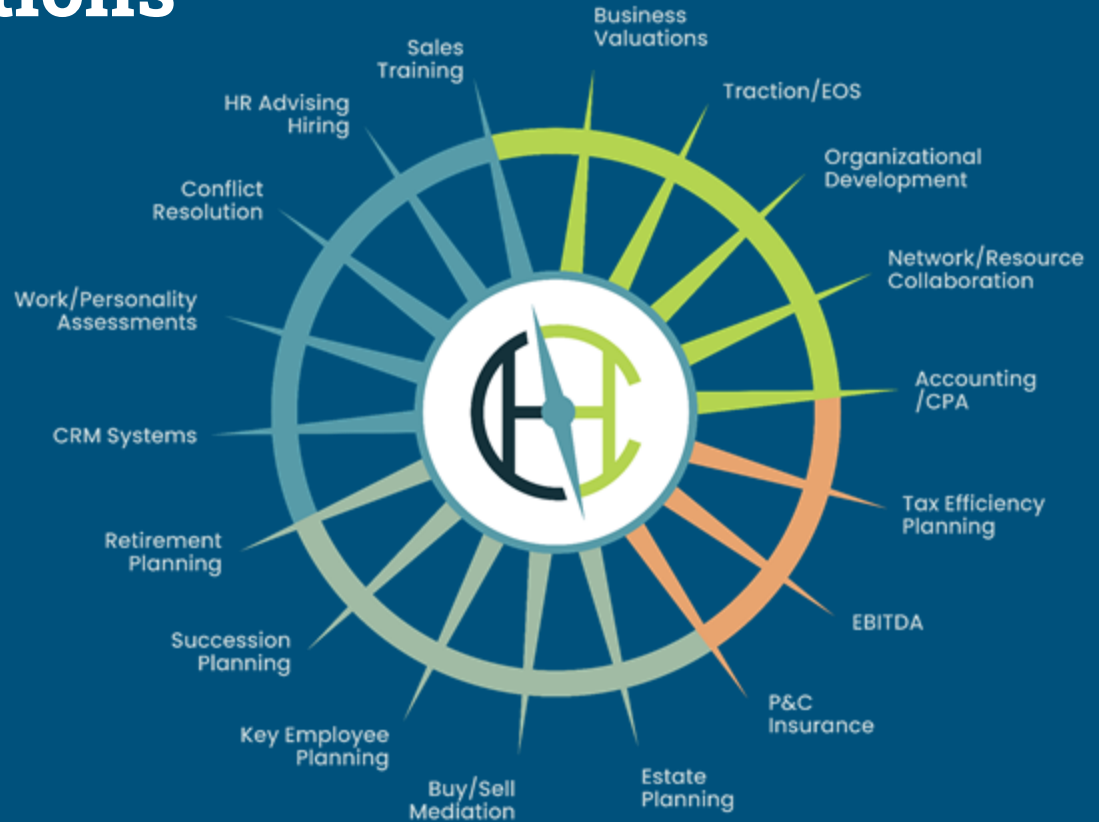 Business
Valuations
Traction/EOS
Organizational
Development
Network/Resource
Collaboration
Accounting
/CPA
Tax Efficiency
Planning
EBITDA
P&C
Insurance
Estate
Planning
Buy/Sell
Mediation
Key Employee
Planning
Succession
Planning
Retirement
Planning
CRM Systems
Work/Personality
Assessments
Conflict
Resolution
HR Advising
Hiring
Sales
Training